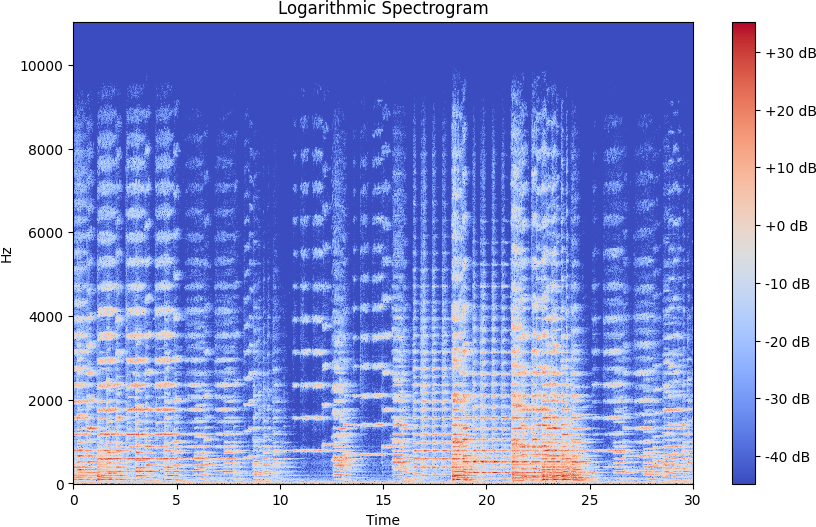 Logarithmic Spectrogram
Hz
10000
8000
6000
4000
2000
0
0 5 10 15 20 25 30
Time
+30 dB
+20 dB
+10 dB
+0 dB
-10 dB
-20 dB
-30 dB
-40 dB